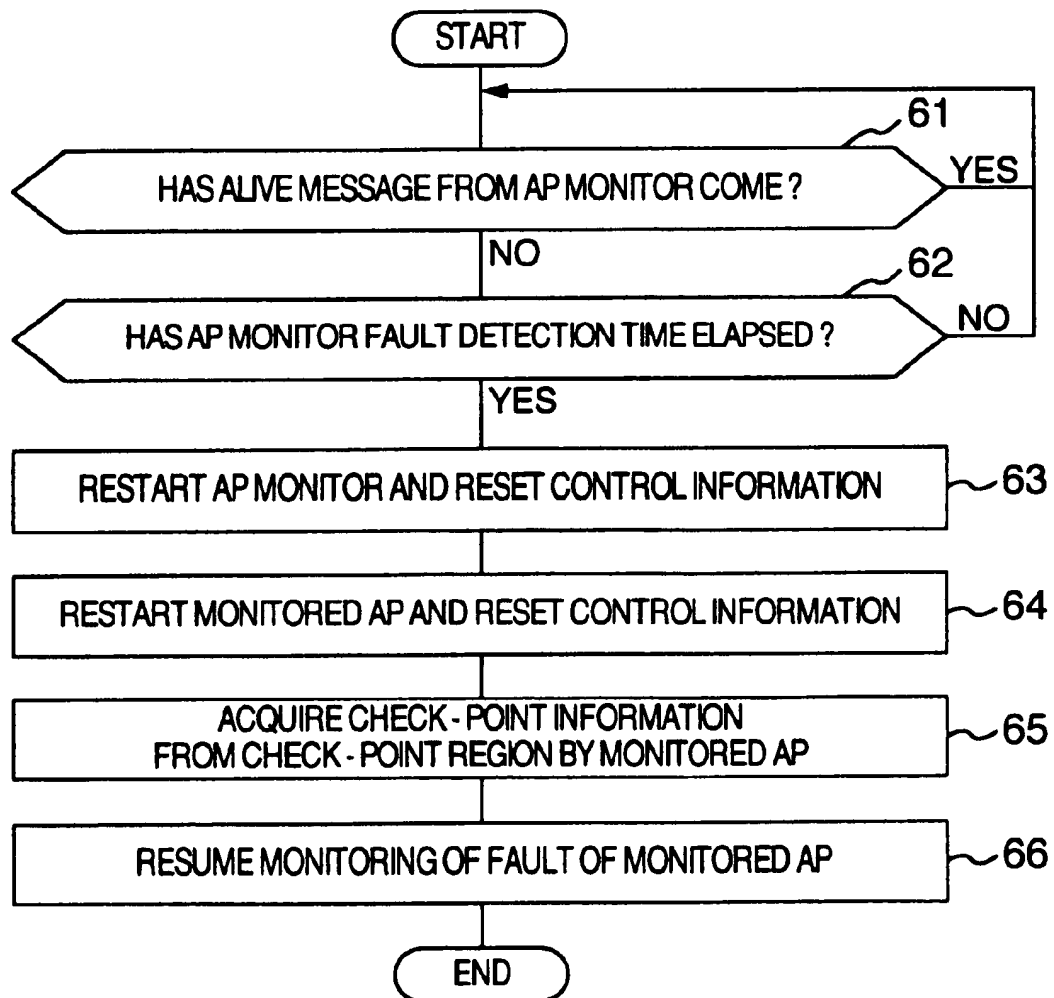 START
61
HAS ALIVE MESSAGE FROM AP MONITOR COME ?
YES
NO
62
HAS AP MONITOR FAULT DETECTION TIME ELAPSED ?
NO
YES
RESTART AP MONITOR AND RESET CONTROL INFORMATION
63
RESTART MONITORED AP AND RESET CONTROL INFORMATION
64
ACQUIRE CHECK - POINT INFORMATION
FROM CHECK - POINT REGION BY MONITORED AP
65
RESUME MONITORING OF FAULT OF MONITORED AP
66
END